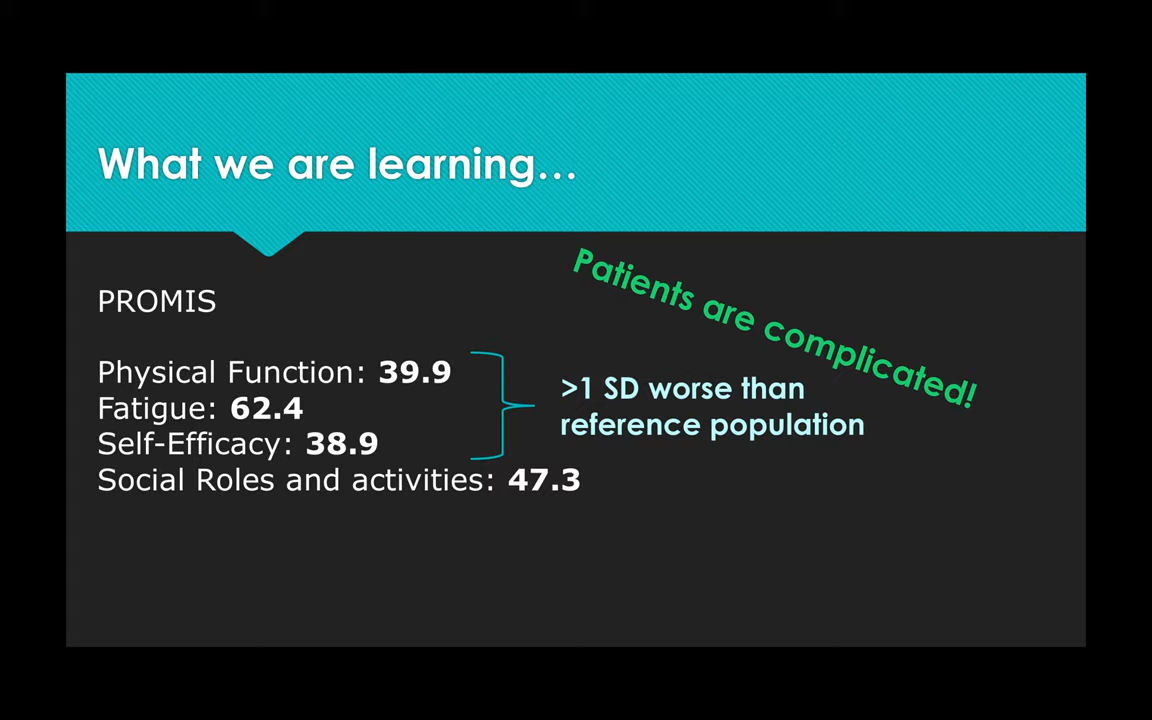 What we are learning...
Patients are complicated!
PROMIS
Physical Function: 39.9
Fatigue: 62.4
Self-Efficacy: 38.9
Social Roles and activities: 47.3
>1 SD worse than
reference population